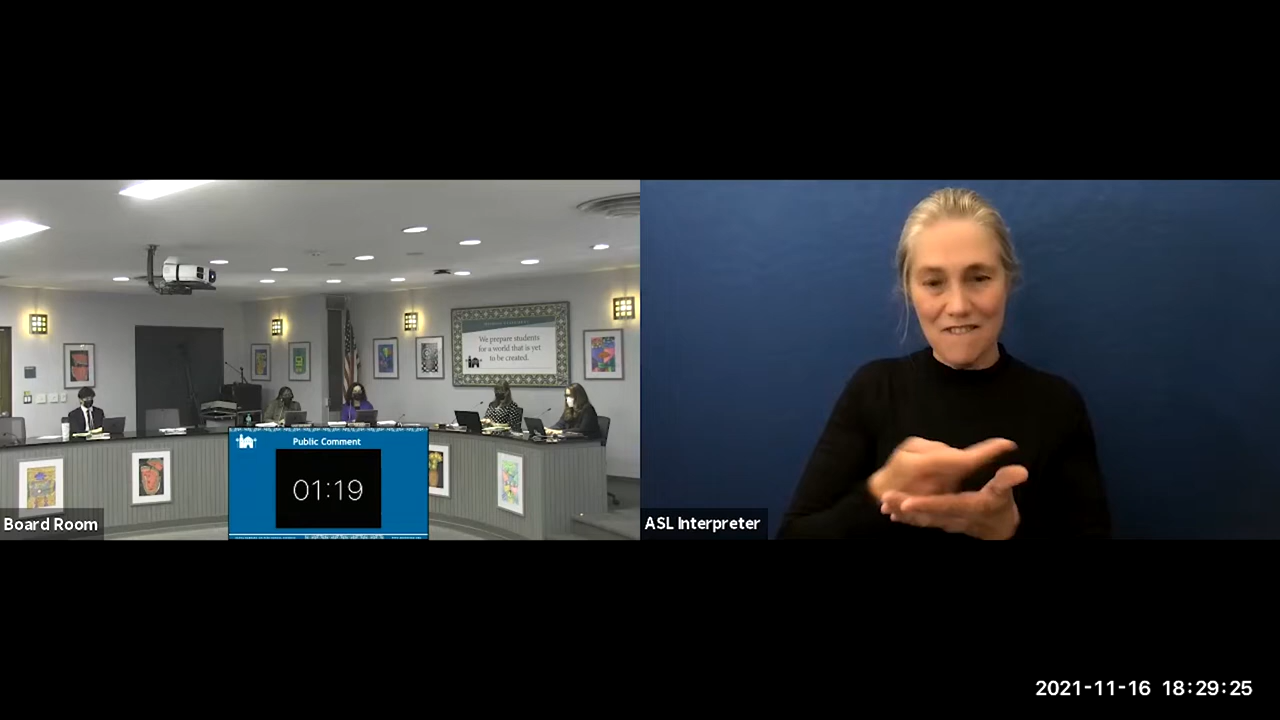 We prepare students
for a world that is yet
to be created.
Public Comment
01:19
Board Room
ASL Interpreter
2021-11-16 18:29:25